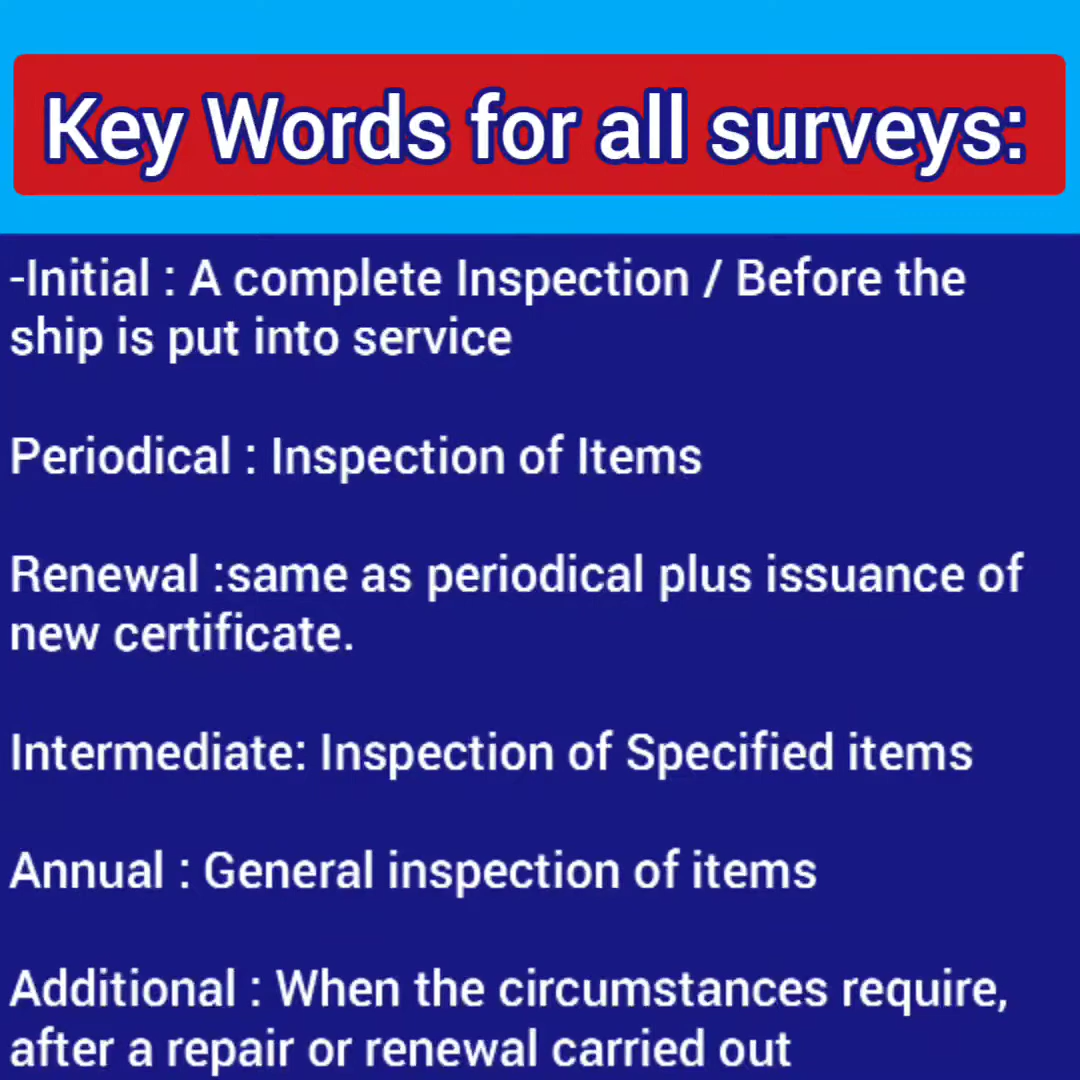 Key Words for all surveys:
-Initial : A complete Inspection / Before the
ship is put into service
Periodical : Inspection of Items
Renewal :same as periodical plus issuance of
new certificate.
Intermediate: Inspection of Specified items
Annual : General inspection of items
Additional : When the circumstances require,
after a repair or renewal carried out